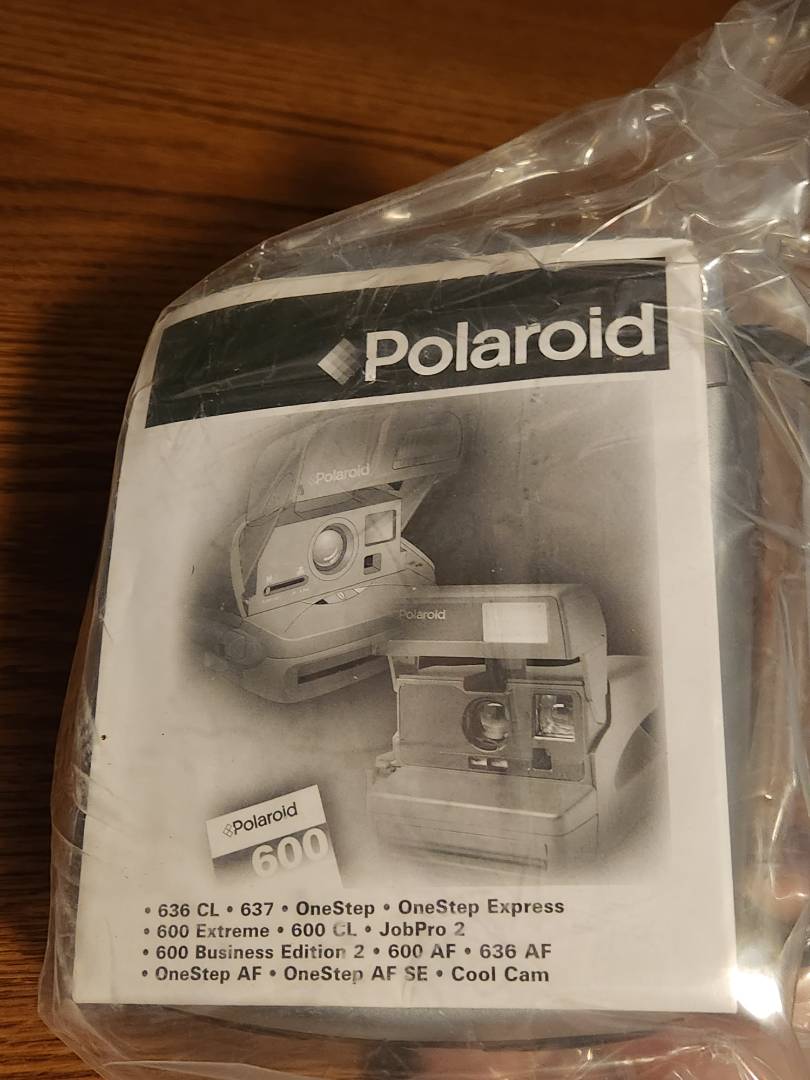 Polaroid
Polaroid
Polaroid
Polaroid
600
• 636 CL • 637 • OneStep • OneStep Express
• 600 Extreme • 600 CL • JobPro 2
• 600 Business Edition 2 • 600 AF • 636 AF
• OneStep AF • OneStep AF SE • Cool Cam